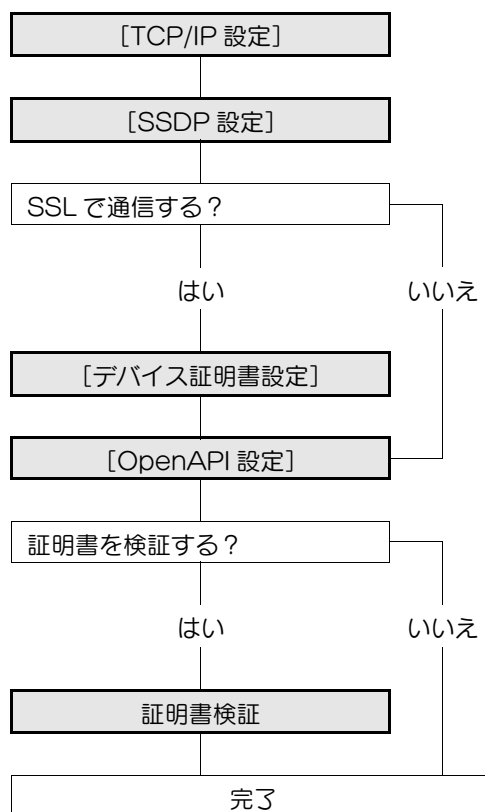 ［TCP/IP 設定］
［SSDP 設定］
SSL で通信する？
はい
いいえ
［デバイス証明書設定］
［OpenAPI 設定］
証明書を検証する？
はい
いいえ
証明書検証
完了